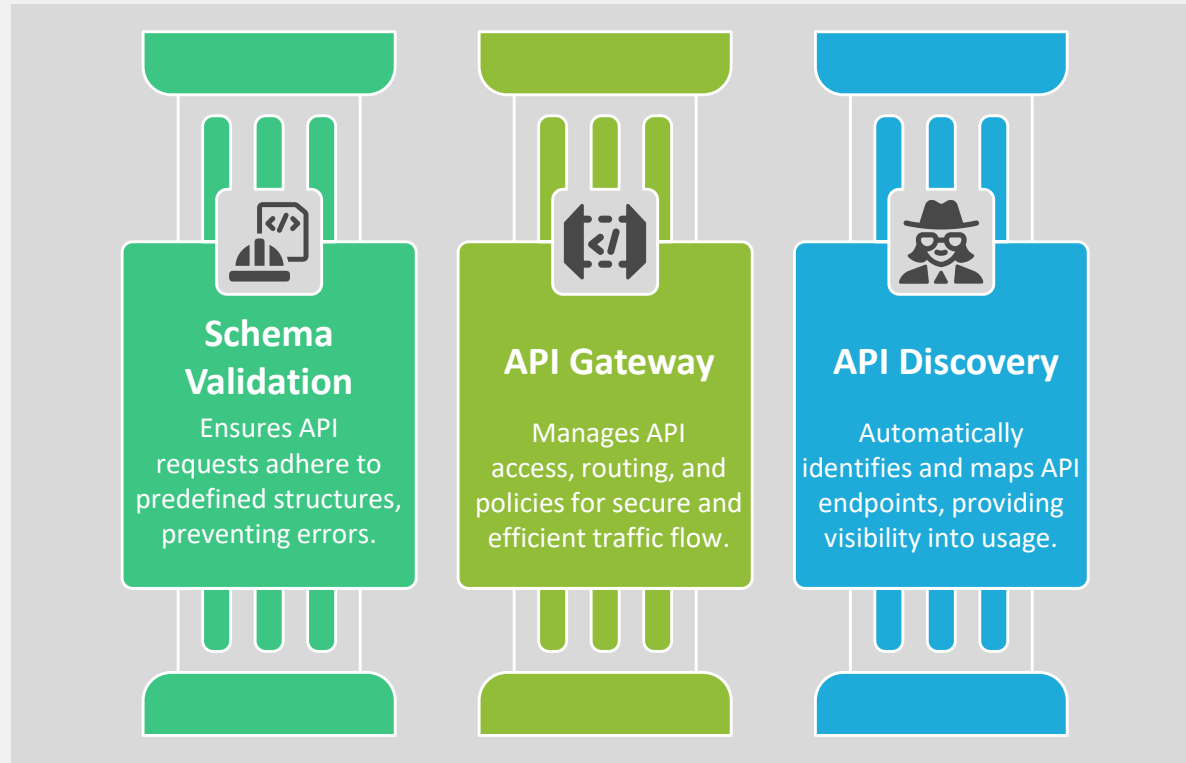 </>
Schema
Validation
Ensures API
requests adhere to
predefined structures,
preventing errors.
</
API Gateway
Manages API
access, routing, and
policies for secure and
efficient traffic flow.
API Discovery
Automatically
identifies and maps API
endpoints, providing
visibility into usage.